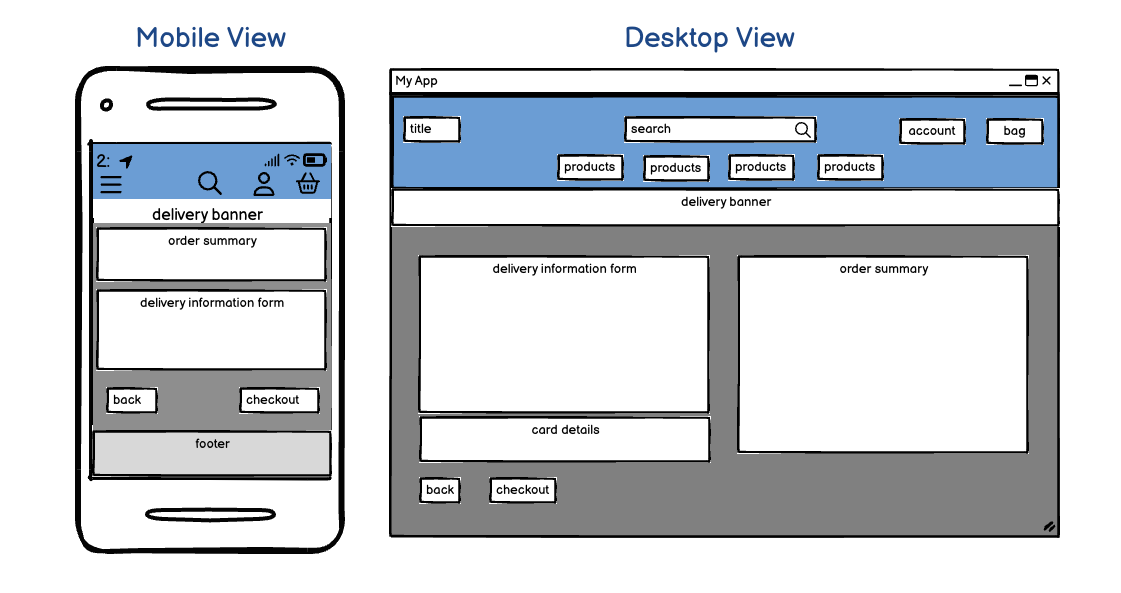 Mobile View
2:
delivery banner
order summary
delivery information form
back
checkout
footer
Desktop View
My App
title
search
account
bag
products
products
products
products
delivery banner
delivery information form
order summary
card details
back
checkout